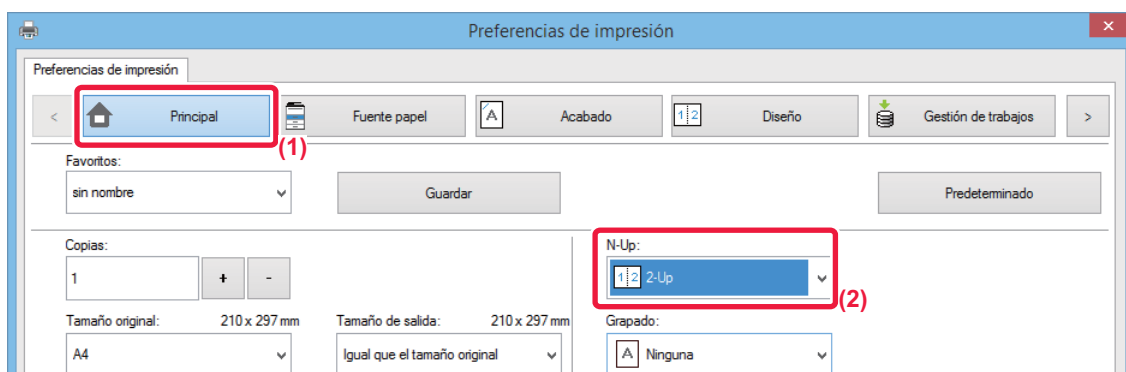 Preferencias de impresión
×
Preferencias de impresión
< Principal Fuente papel A Acabado 1 2 Diseño Gestión de trabajos >
(1)
Favoritos:
sin nombre Guardar Predeterminado
Copias: N-Up:
1 + - 1 2 2-Up
(2)
Tamaño original: 210 x 297 mm Tamaño de salida: 210 x 297 mm Grapado:
A4 Igual que el tamaño original A Ninguna